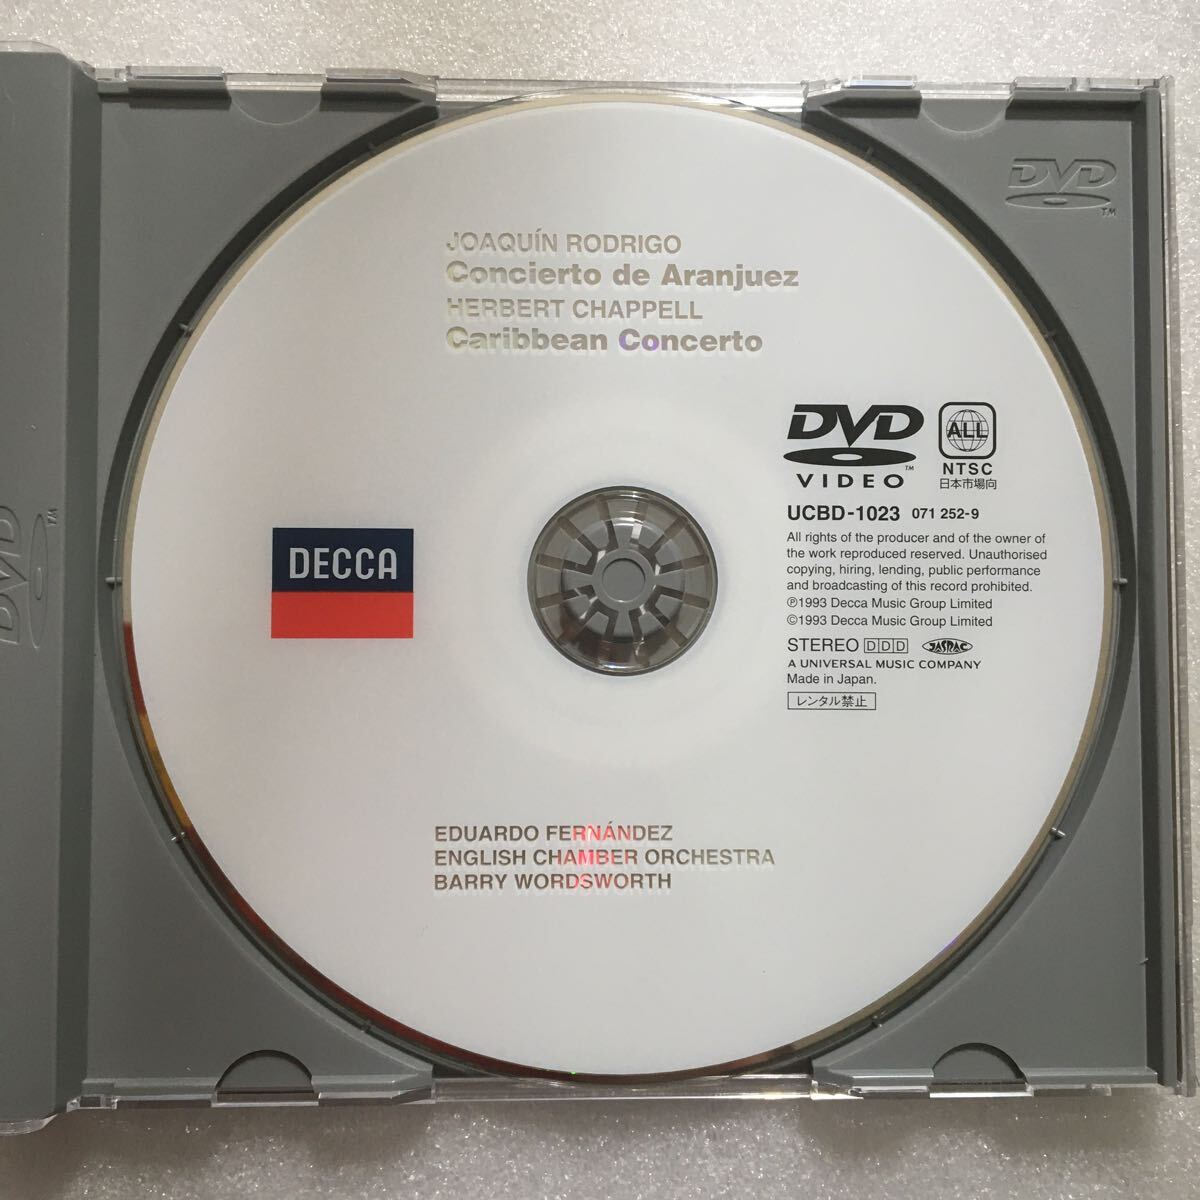 DVD
TM
JOAQUÍN RODRIGO
Concierto de Aranjuez
HERBERT CHAPPELL
Caribbean Concerto
DVD
TM
VIDEO
ALL
NTSC
日本市場向
UCBD-1023 071 252-9
All rights of the producer and of the owner of
the work reproduced reserved. Unauthorised
copying, hiring, lending, public performance
and broadcasting of this record prohibited.
℗1993 Decca Music Group Limited
©1993 Decca Music Group Limited
STEREO DDD JASRAC
A UNIVERSAL MUSIC COMPANY
Made in Japan.
レンタル禁止
DECCA
DVD
TM
EDUARDO FERNÁNDEZ
ENGLISH CHAMBER ORCHESTRA
BARRY WORDSWORTH